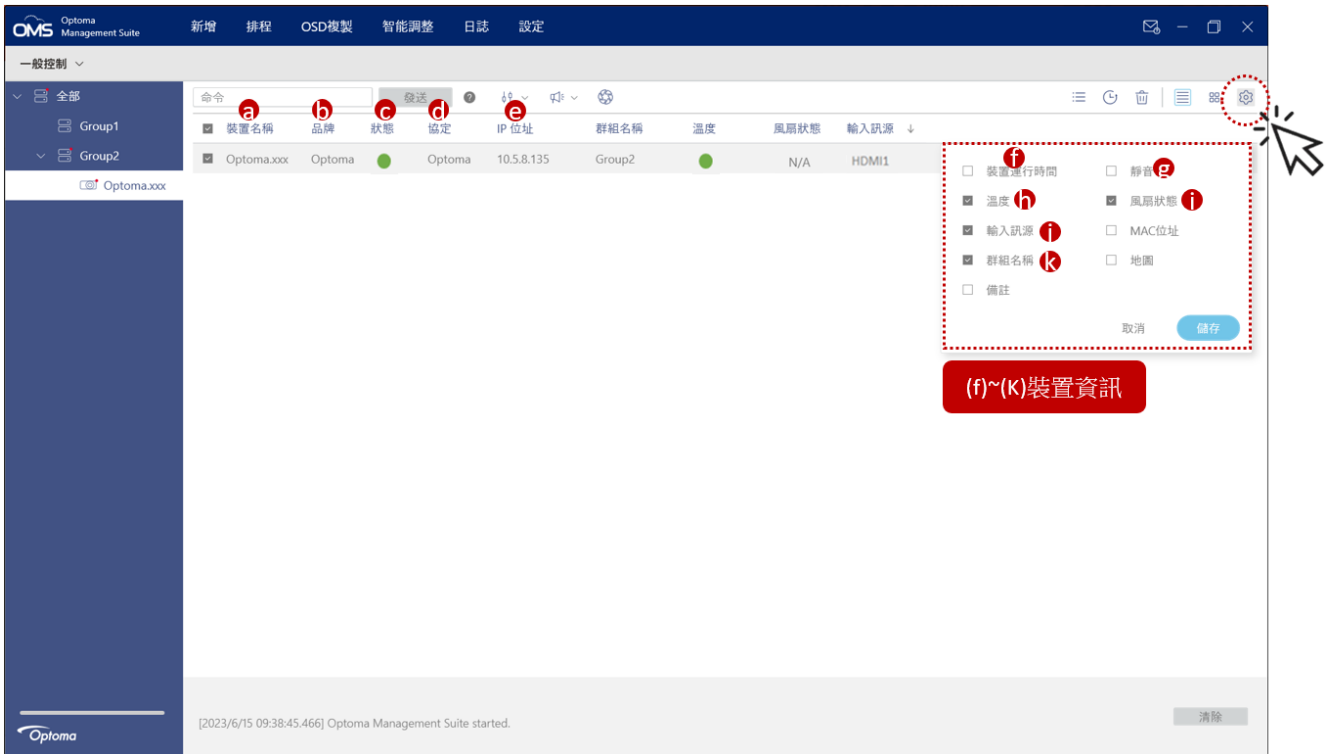 OMS Optoma Management Suite 新增 排程 OSD複製 智能調整 日誌 設定
一般控制
全部
Group1
Group2
Optoma.xxx
命令 發送
a b c d e
裝置名稱 品牌 狀態 協定 IP 位址 群組名稱 溫度 風扇狀態 輸入訊源 ↓
Optoma.xxx Optoma Optoma 10.5.8.135 Group2 N/A HDMI1
裝置運行時間 f 靜音 g
溫度 h 風扇狀態 i
輸入訊源 j MAC位址
群組名稱 k 地圖
備註
取消 儲存
(f)~(K)裝置資訊
[2023/6/15 09:38:45.466] Optoma Management Suite started. 清除
Optoma